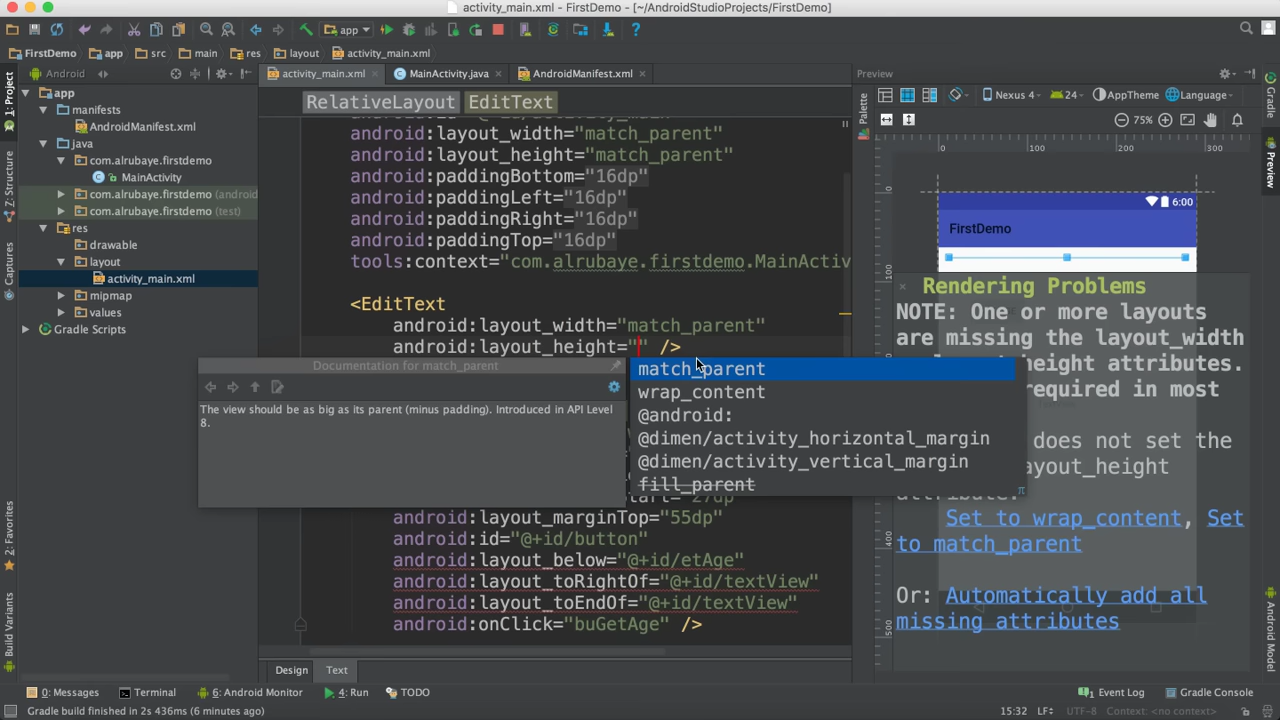 activity_main.xml - FirstDemo - [~/AndroidStudioProjects/FirstDemo]
app
FirstDemo app src main res layout activity_main.xml
Android
activity_main.xml MainActivity.java AndroidManifest.xml
Preview
1: Project
Z: Structure
Captures
2: Favorites
Build Variants
app
manifests
AndroidManifest.xml
java
com.alrubaye.firstdemo
MainActivity
com.alrubaye.firstdemo (android
com.alrubaye.firstdemo (test)
res
drawable
layout
activity_main.xml
mipmap
values
Gradle Scripts
RelativeLayout EditText
android:layout_width="match_parent"
android:layout_height="match_parent"
android:paddingBottom="16dp"
android:paddingLeft="16dp"
android:paddingRight="16dp"
android:paddingTop="16dp"
tools:context="com.alrubaye.firstdemo.MainActiv
<EditText
android:layout_width="match_parent"
android:layout_height="" />
Documentation for match_parent
The view should be as big as its parent (minus padding). Introduced in API Level
8.
match_parent
wrap_content
@android:
@dimen/activity_horizontal_margin
@dimen/activity_vertical_margin
fill_parent
android:layout_marginTop="55dp"
android:id="@+id/button"
android:layout_below="@+id/etAge"
android:layout_toRightOf="@+id/textView"
android:layout_toEndOf="@+id/textView"
android:onClick="buGetAge" />
Design Text
Palette
Nexus 4 24 AppTheme Language
75%
0 100 200 300
0
100
400
500
6:00
FirstDemo
Rendering Problems
NOTE: One or more layouts
are missing the layout_width
height attributes.
required in most
does not set the
layout_height
attribute:
Set to wrap_content, Set
to match_parent
Or: Automatically add all
missing attributes
Gradle
Preview
Android Model
0: Messages Terminal 6: Android Monitor 4: Run TODO Event Log Gradle Console
Gradle build finished in 2s 436ms (6 minutes ago) 15:32 LF UTF-8 Context: <no context>